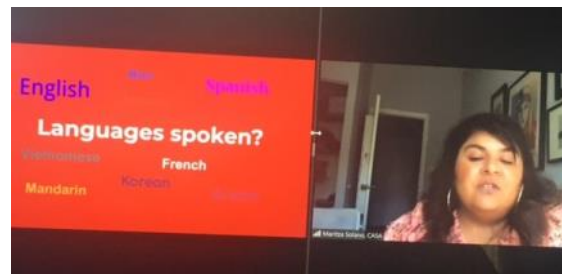 English
Spanish
Languages spoken?
Vietnamese
French
Mandarin
Korean
Maritza Solano, CASA